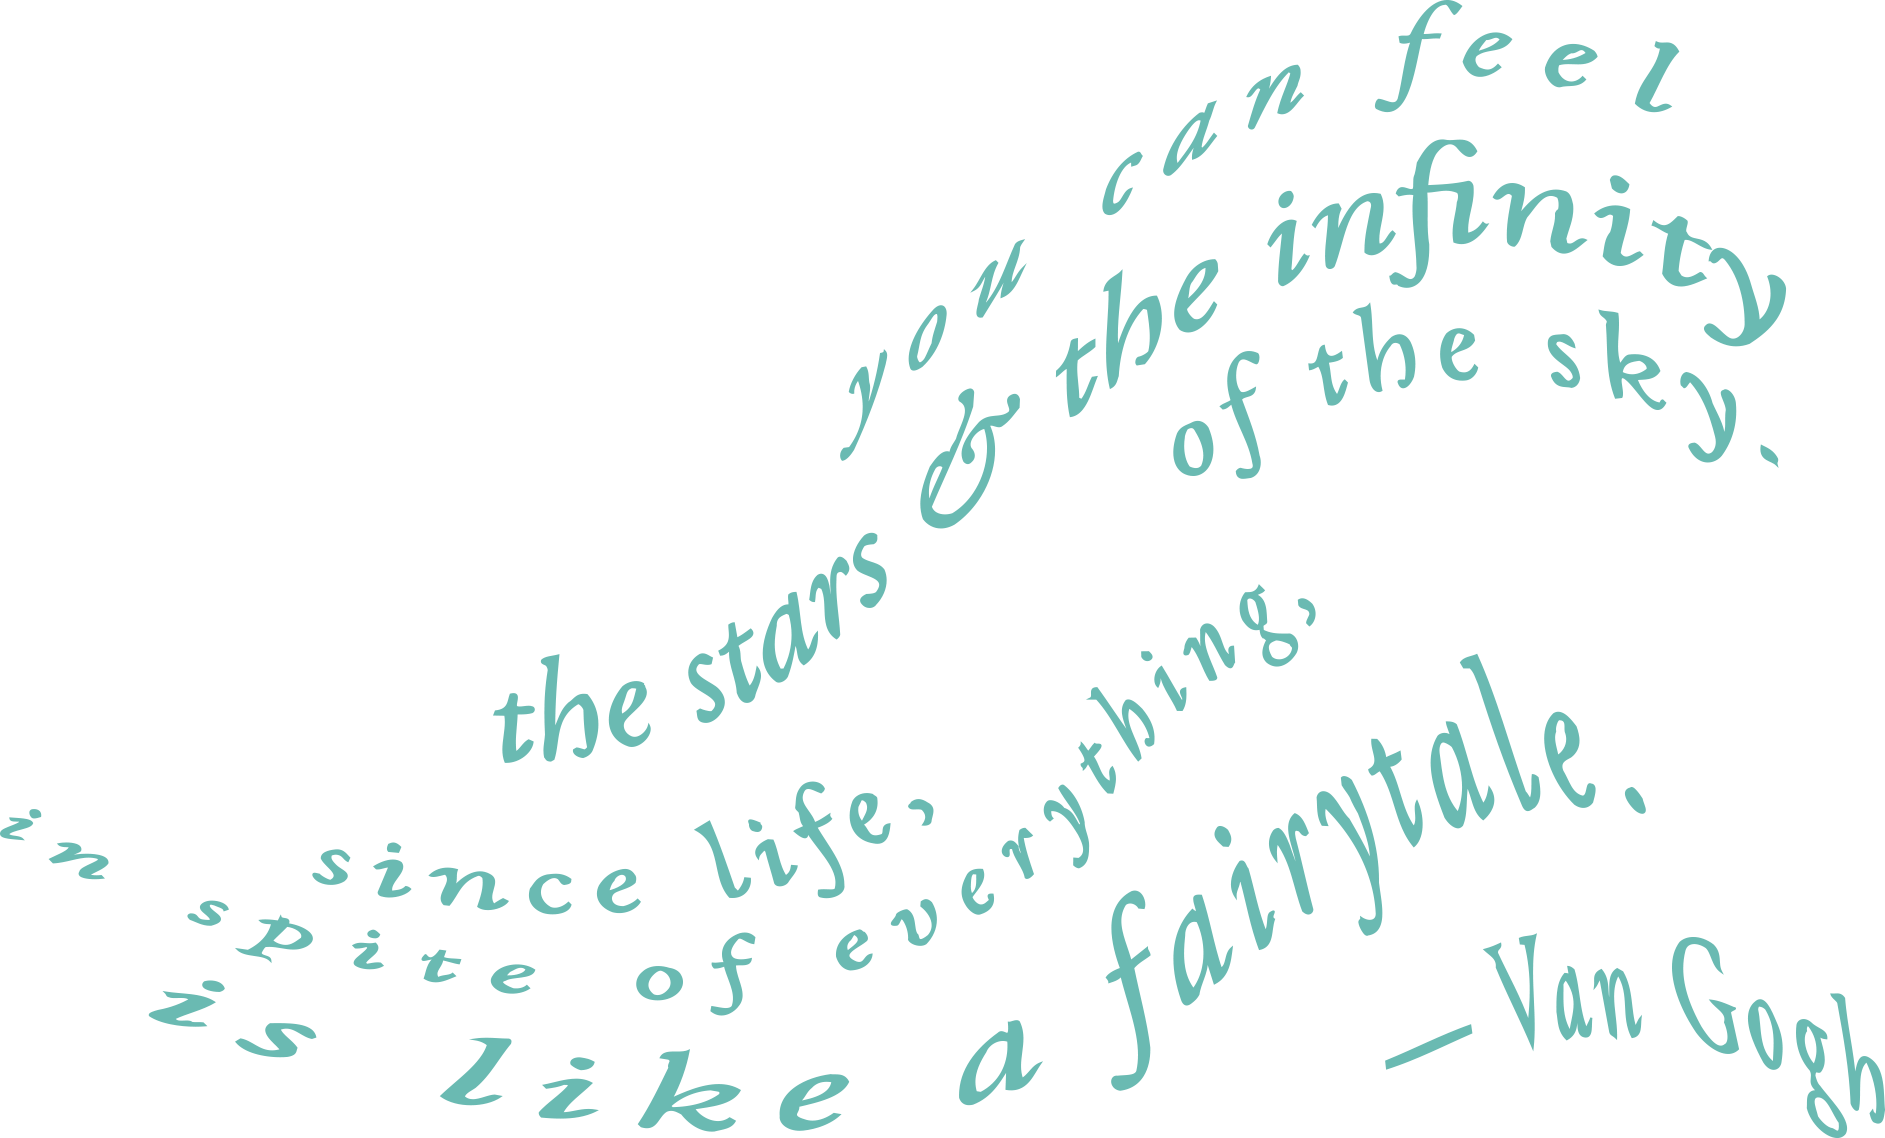 you can feel
the stars & the infinity
of the sky.
since life,
in spite of everything,
is like a fairytale.
— Van Gogh